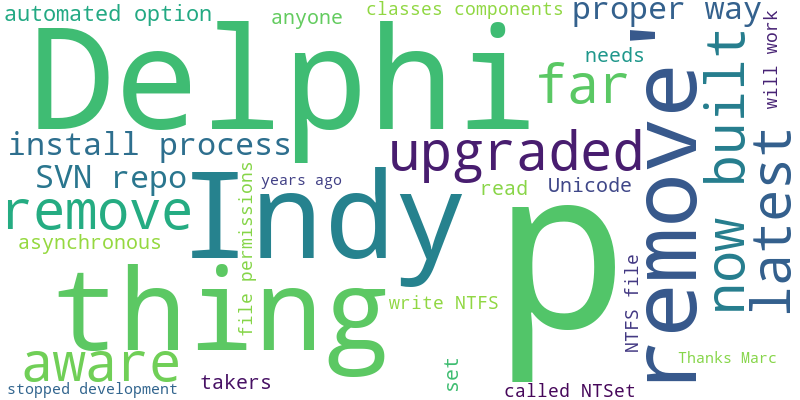 automated option
anyone
classes components
proper way
Delphi
needs
far
will work
install process
upgraded
remove'
now built
latest
SVN repo
Indy
years ago
read
Unicode
remove
file permissions
p
asynchronous
thing
write NTFS
NTFS file
aware
set
Thanks Marc
stopped development
takers
called NTSet